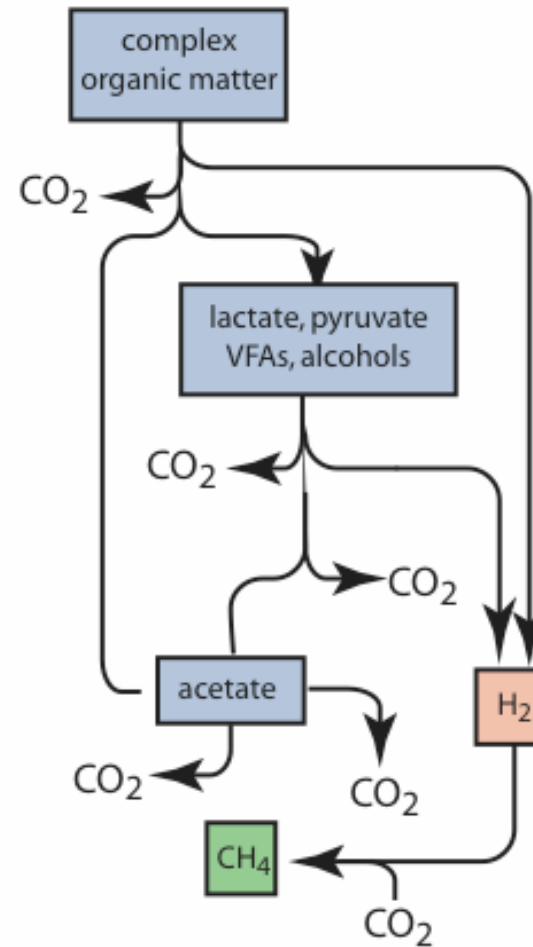 complex
organic matter
CO₂
lactate, pyruvate
VFAs, alcohols
CO₂
CO₂
acetate
H₂
CO₂
CO₂
CH₄
CO₂